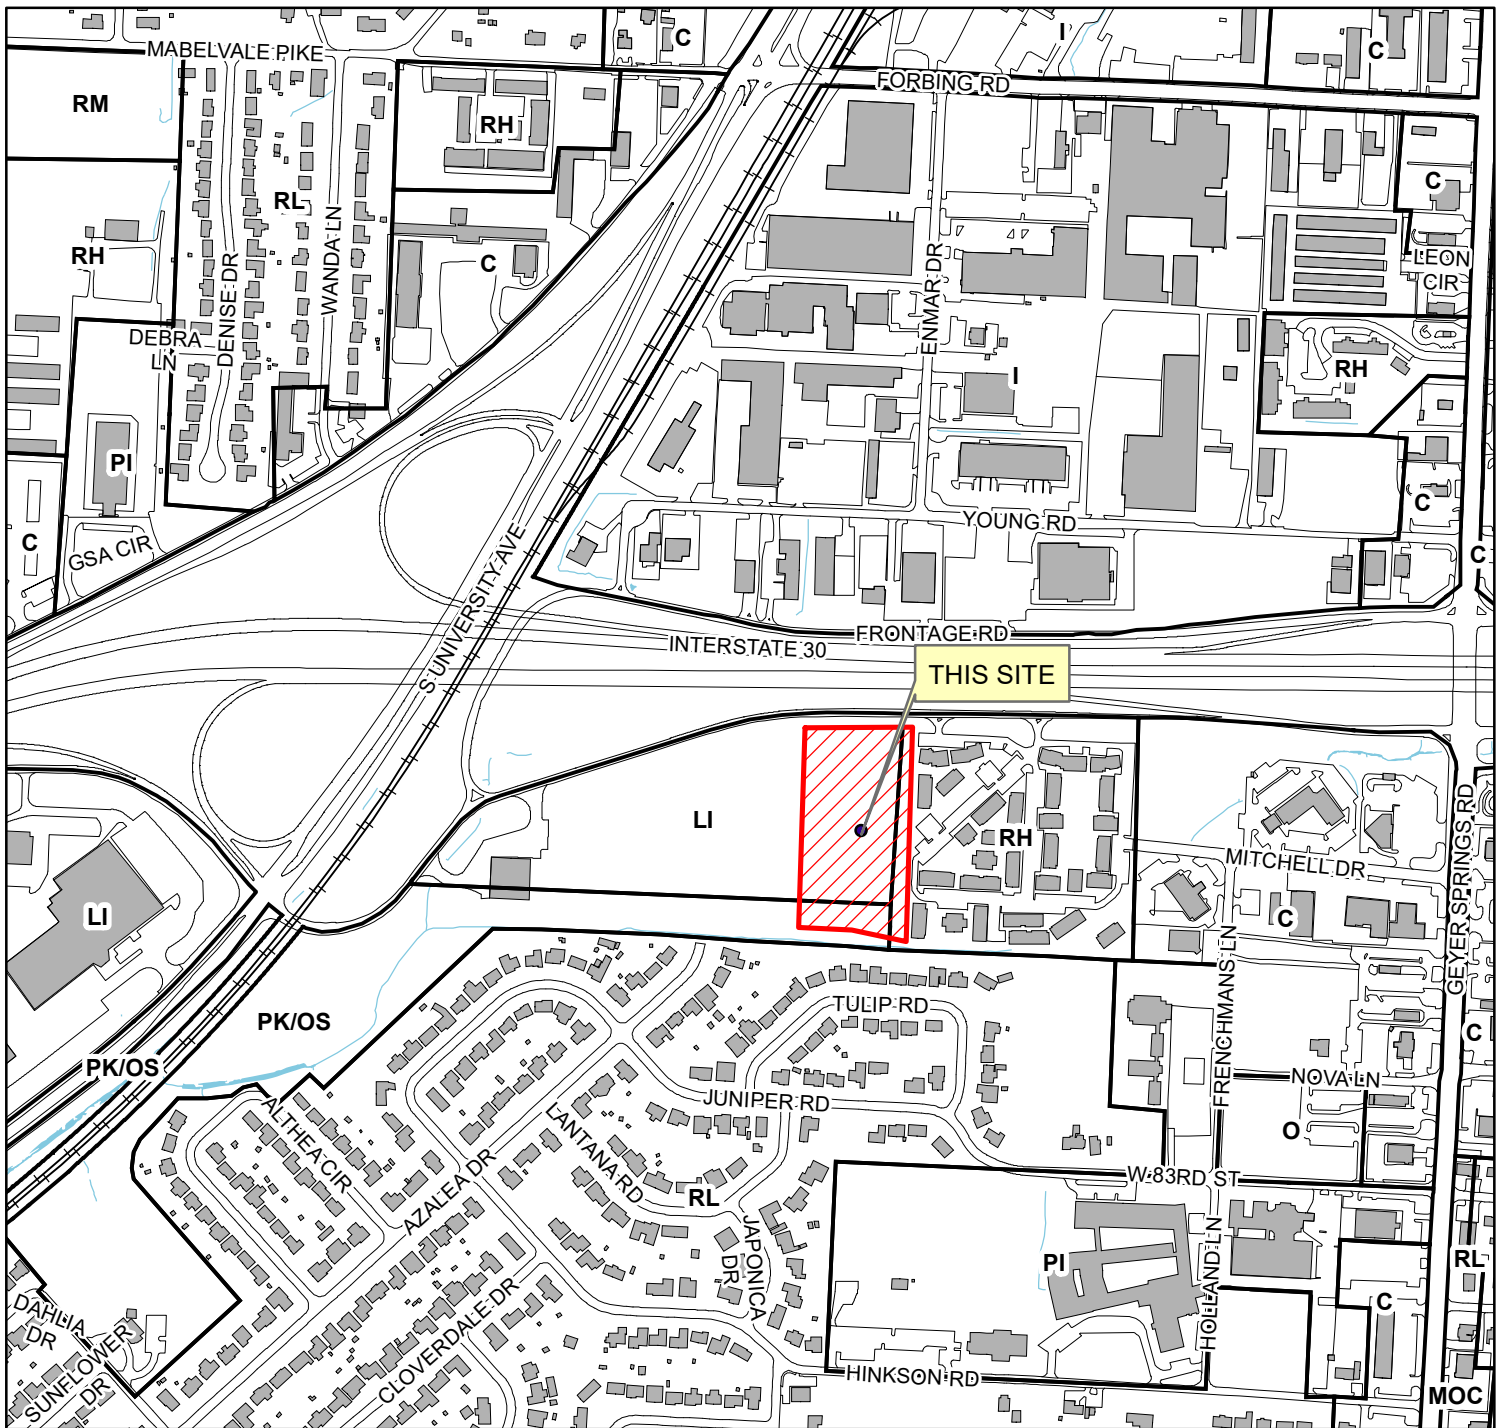 C
I
C
MABELVALE PIKE
FORBING RD
RM
RH
C
RL
WANDA LN
DENISE DR
RH
C
ENMAR DR
LEON
CIR
DEBRA
LN
I
RH
PI
C
YOUNG RD
C
GSA CIR
C
S UNIVERSITY AVE
FRONTAGE RD
INTERSTATE 30
THIS SITE
LI
RH
MITCHELL DR
GEYER SPRINGS RD
LI
C
FRENCHMANS LN
TULIP RD
PK/OS
C
PK/OS
JUNIPER RD
NOVA LN
ALTHEA CIR
LANTANA RD
O
AZALEA DR
W 83RD ST
RL
JAPONICA
DR
HOLLAND LN
PI
RL
DAHLIA
DR
C
SUNFLOWER
DR
CLOVERDALE DR
HINKSON RD
MOC